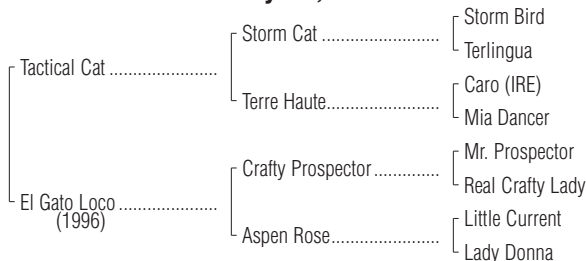 Storm Bird
Storm Cat
Terlingua
Tactical Cat
Caro (IRE)
Terre Haute
Mia Dancer
Mr. Prospector
Crafty Prospector
Real Crafty Lady
El Gato Loco
(1996)
Little Current
Aspen Rose
Lady Donna